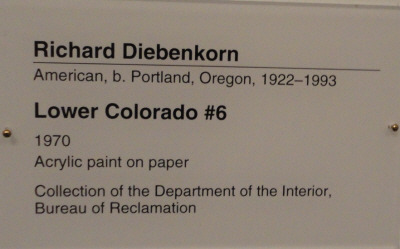 Richard Diebenkorn
American, b. Portland, Oregon, 1922–1993
Lower Colorado #6
1970
Acrylic paint on paper
Collection of the Department of the Interior,
Bureau of Reclamation